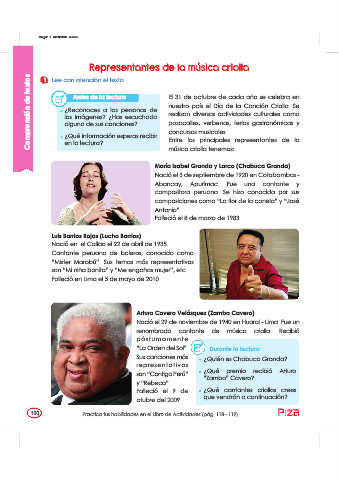 Representantes de la música criolla
Comprensión de textos
1 Lee con atención el texto
Antes de la lectura
¿Reconoces a las personas de
las imágenes? ¿Has escuchado
alguna de sus canciones?
¿Qué información esperas recibir
en la lectura?
El 31 de octubre de cada año se celebra en
nuestro país el Día de la Canción Criolla. Se
realizan diversas actividades culturales como
pasacalles, verbenas, ferias gastronómicas y
concursos musicales
Entre los principales representantes de la
música criolla tenemos:
María Isabel Granda y Larco (Chabuca Granda)
Nació el 3 de septiembre de 1920 en Cotabambas -
Abancay, Apurímac. Fue una cantante y
compositora peruana. Se hizo conocida por sus
composiciones como "La flor de la canela" y "José
Antonio"
Falleció el 8 de marzo de 1983
Luis Barrios Rojas (Lucho Barrios)
Nació en el Callao el 22 de abril de 1935
Cantante peruano de boleros, conocido como
"Míster Marabú" Sus temas más representativos
son "Mi niña bonita" y "Me engañas mujer", etc
Falleció en Lima el 5 de mayo de 2010
Arturo Cavero Velásquez (Zambo Cavero)
Nació el 29 de noviembre de 1940 en Huaral - Lima Fue un
renombrado cantante de música criolla Recibió
póstumamente
"La Orden del Sol"
Sus canciones más
representativas
son "Contigo Perú"
y "Rebeca"
Falleció el 9 de
otubre del 2009
Durante la lectura
¿Quién es Chabuca Granda?
¿Qué premio recibió Arturo
"Zambo" Cavero?
¿Qué cantantes criollos crees
que vendrán a continuación?
100
Practica tus habilidades en el Libro de Actividades (pág. 118 - 119)